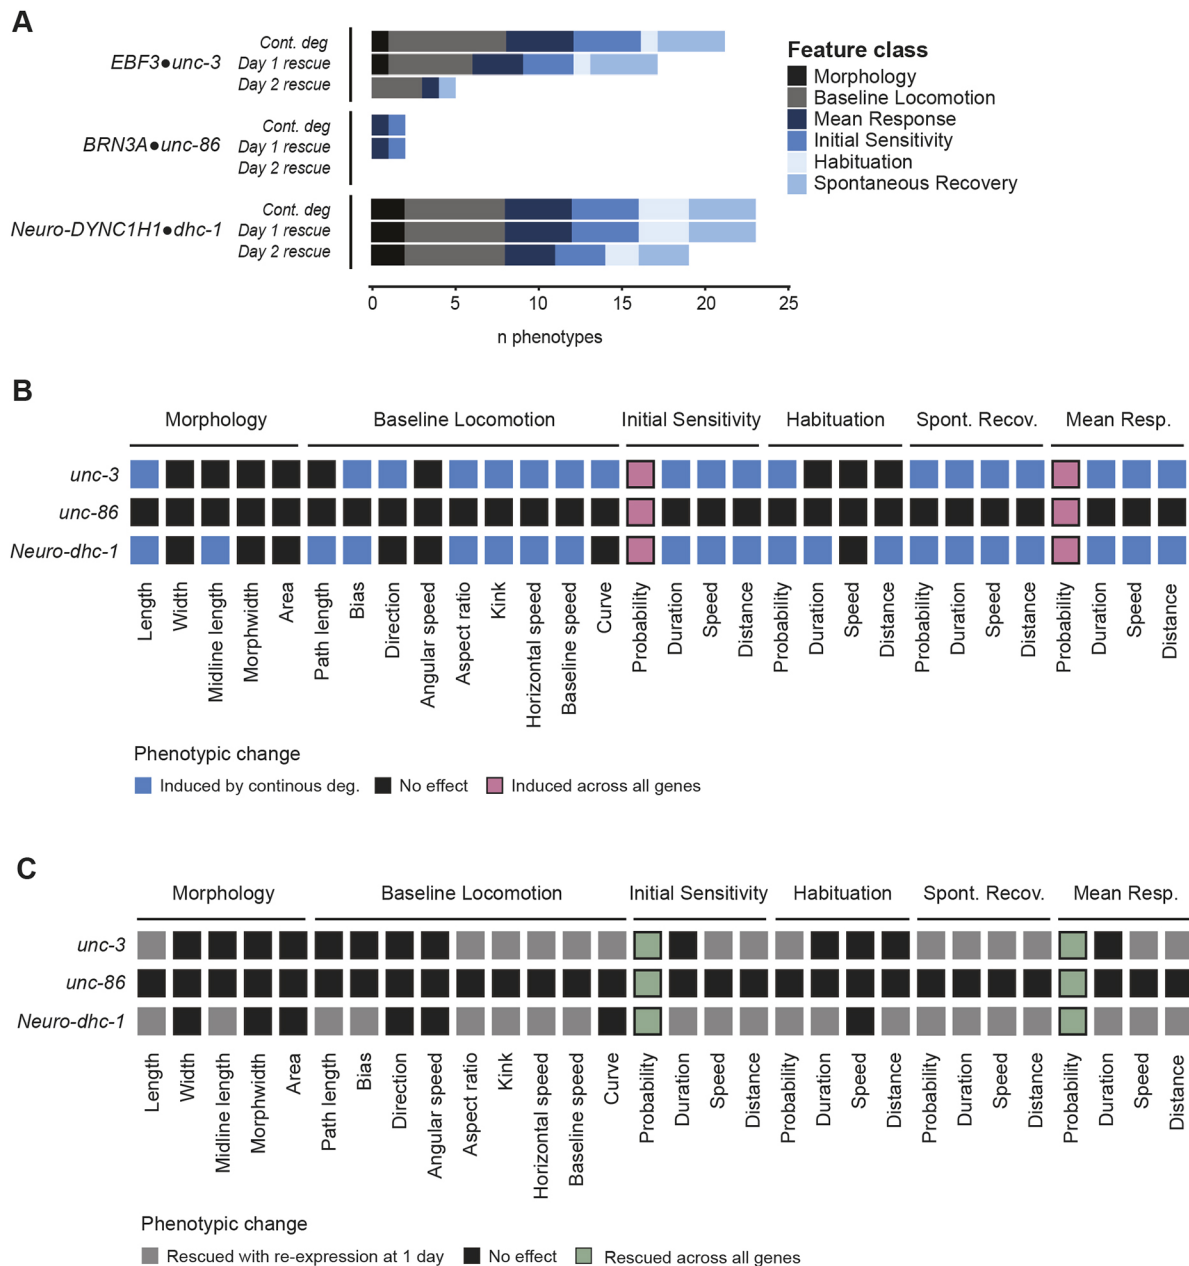 A
EBF3●unc-3
Cont. deg
Day 1 rescue
Day 2 rescue
BRN3A●unc-86
Cont. deg
Day 1 rescue
Day 2 rescue
Neuro-DYNC1H1●dhc-1
Cont. deg
Day 1 rescue
Day 2 rescue
0 5 10 15 20 25
n phenotypes
Feature class
Morphology
Baseline Locomotion
Mean Response
Initial Sensitivity
Habituation
Spontaneous Recovery
B
Morphology Baseline Locomotion Initial Sensitivity Habituation Spont. Recov. Mean Resp.
unc-3
unc-86
Neuro-dhc-1
Length
Width
Midline length
Morphwidth
Area
Path length
Bias
Direction
Angular speed
Aspect ratio
Kink
Horizontal speed
Baseline speed
Curve
Probability
Duration
Speed
Distance
Probability
Duration
Speed
Distance
Probability
Duration
Speed
Distance
Probability
Duration
Speed
Distance
Phenotypic change
Induced by continous deg. No effect Induced across all genes
C
Morphology Baseline Locomotion Initial Sensitivity Habituation Spont. Recov. Mean Resp.
unc-3
unc-86
Neuro-dhc-1
Length
Width
Midline length
Morphwidth
Area
Path length
Bias
Direction
Angular speed
Aspect ratio
Kink
Horizontal speed
Baseline speed
Curve
Probability
Duration
Speed
Distance
Probability
Duration
Speed
Distance
Probability
Duration
Speed
Distance
Probability
Duration
Speed
Distance
Phenotypic change
Rescued with re-expression at 1 day No effect Rescued across all genes